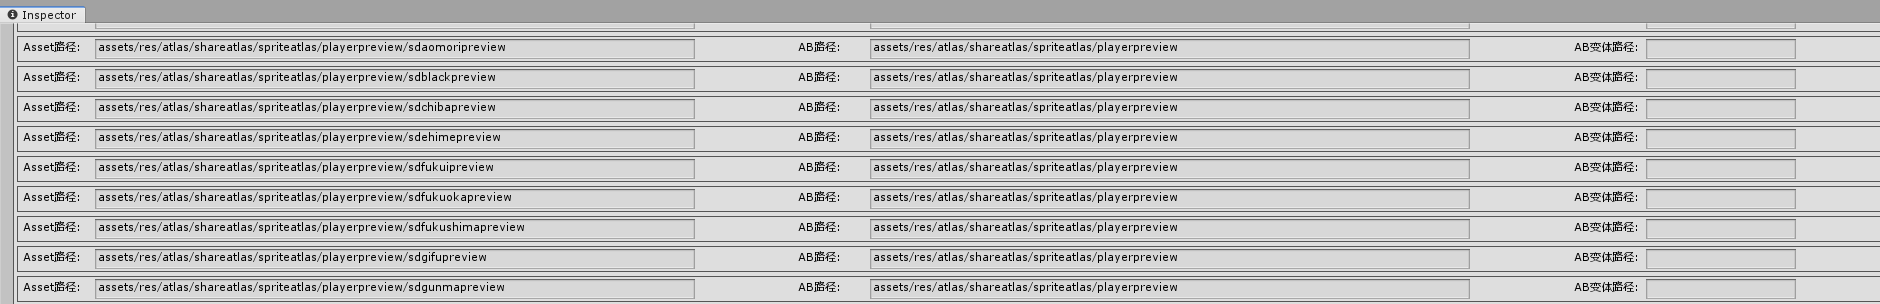 Inspector
Asset路径: assets/res/atlas/shareatlas/spriteatlas/playerpreview/sdaomoripreview AB路径: assets/res/atlas/shareatlas/spriteatlas/playerpreview AB变体路径:
Asset路径: assets/res/atlas/shareatlas/spriteatlas/playerpreview/sdblackpreview AB路径: assets/res/atlas/shareatlas/spriteatlas/playerpreview AB变体路径:
Asset路径: assets/res/atlas/shareatlas/spriteatlas/playerpreview/sdchibapreview AB路径: assets/res/atlas/shareatlas/spriteatlas/playerpreview AB变体路径:
Asset路径: assets/res/atlas/shareatlas/spriteatlas/playerpreview/sdehimepreview AB路径: assets/res/atlas/shareatlas/spriteatlas/playerpreview AB变体路径:
Asset路径: assets/res/atlas/shareatlas/spriteatlas/playerpreview/sdfukuipreview AB路径: assets/res/atlas/shareatlas/spriteatlas/playerpreview AB变体路径:
Asset路径: assets/res/atlas/shareatlas/spriteatlas/playerpreview/sdfukuokapreview AB路径: assets/res/atlas/shareatlas/spriteatlas/playerpreview AB变体路径:
Asset路径: assets/res/atlas/shareatlas/spriteatlas/playerpreview/sdfukushimapreview AB路径: assets/res/atlas/shareatlas/spriteatlas/playerpreview AB变体路径:
Asset路径: assets/res/atlas/shareatlas/spriteatlas/playerpreview/sdgifupreview AB路径: assets/res/atlas/shareatlas/spriteatlas/playerpreview AB变体路径:
Asset路径: assets/res/atlas/shareatlas/spriteatlas/playerpreview/sdgunmapreview AB路径: assets/res/atlas/shareatlas/spriteatlas/playerpreview AB变体路径: